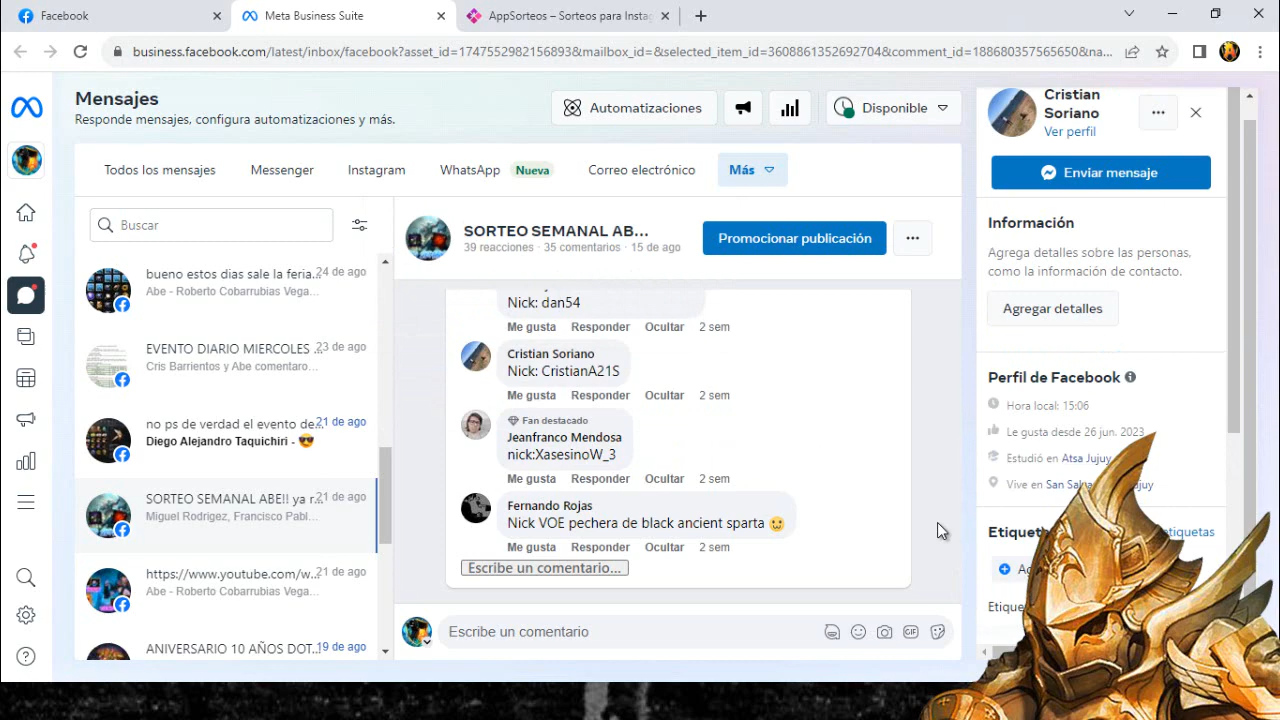 Facebook
Meta Business Suite
AppSorteos – Sorteos para Instag
business.facebook.com/latest/inbox/facebook?asset_id=174755298215689­3&mailbox_id=&selected_item_id=3608861352692704&comment_id=188680357565650&na...
Mensajes
Responde mensajes, configura automatizaciones y más.
Automatizaciones
Disponible
Todos los mensajes
Messenger
Instagram
WhatsApp Nueva
Correo electrónico
Más
Buscar
bueno estos dias sale la feria... 24 de ago
Abe - Roberto Cobarrubias Vega...
EVENTO DIARIO MIERCOLES ... 23 de ago
Cris Barrientos y Abe comentaro...
no ps de verdad el evento de... 21 de ago
Diego Alejandro Taquichiri - 😎
SORTEO SEMANAL ABE!! ya r... 21 de ago
Miguel Rodrigez, Francisco Pabl...
https://www.youtube.com/w... 21 de ago
Abe - Roberto Cobarrubias Vega...
ANIVERSARIO 10 AÑOS DOT... 19 de ago
SORTEO SEMANAL AB...
39 reacciones · 35 comentarios · 15 de ago
Promocionar publicación
Nick: dan54
Me gusta Responder Ocultar 2 sem
Cristian Soriano
Nick: CristianA21S
Me gusta Responder Ocultar 2 sem
Fan destacado
Jeanfranco Mendosa
nick:XasesinoW_3
Me gusta Responder Ocultar 2 sem
Fernando Rojas
Nick VOE pechera de black ancient sparta 🙂
Me gusta Responder Ocultar 2 sem
Escribe un comentario...
Escribe un comentario
GIF
Cristian
Soriano
Ver perfil
Enviar mensaje
Información
Agrega detalles sobre las personas,
como la información de contacto.
Agregar detalles
Perfil de Facebook
Hora local: 15:06
Le gusta desde 26 jun. 2023
Estudió en Atsa Jujuy
Vive en San